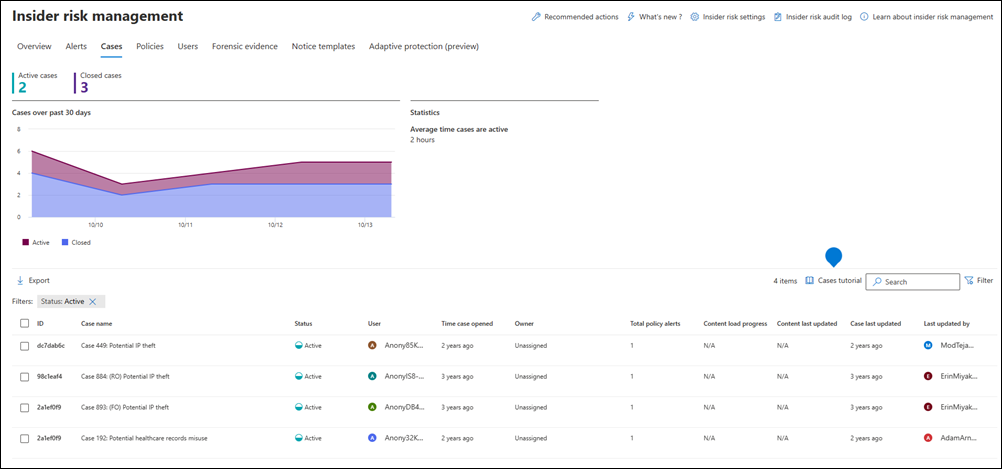 Insider risk management
Recommended actions What's new ? Insider risk settings Insider risk audit log Learn about insider risk management
Overview Alerts Cases Policies Users Forensic evidence Notice templates Adaptive protection (preview)
Active cases Closed cases
2 3
Cases over past 30 days Statistics
Average time cases are active
2 hours
8
6
4
2
0
10/10 10/11 10/12 10/13
Active Closed
Export 4 items Cases tutorial Search Filter
Filters: Status: Active
ID Case name Status User Time case opened Owner Total policy alerts Content load progress Content last updated Case last updated Last updated by
dc7dab6c Case 449: Potential IP theft Active A Anony85K... 2 years ago Unassigned 1 N/A N/A 2 years ago M ModTeja...
98c1eaf4 Case 884: (RO) Potential IP theft Active A AnonyIS8-... 3 years ago Unassigned 1 N/A N/A 3 years ago E ErinMiyak...
2a1ef0f9 Case 893: (FO) Potential IP theft Active A AnonyDB4... 3 years ago Unassigned 1 N/A N/A 3 years ago E ErinMiyak...
2a1ef0f9 Case 192: Potential healthcare records misuse Active A Anony32K... 2 years ago Unassigned 1 N/A N/A 2 years ago A AdamArn...